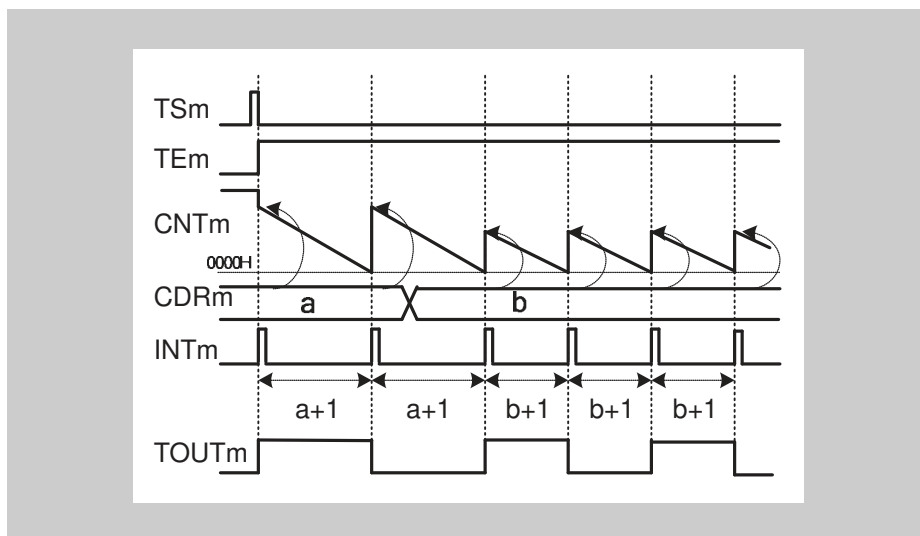 TSm
TEm
CNTm
0000H
CDRm
a
b
INTm
a+1 a+1 b+1 b+1 b+1
TOUTm